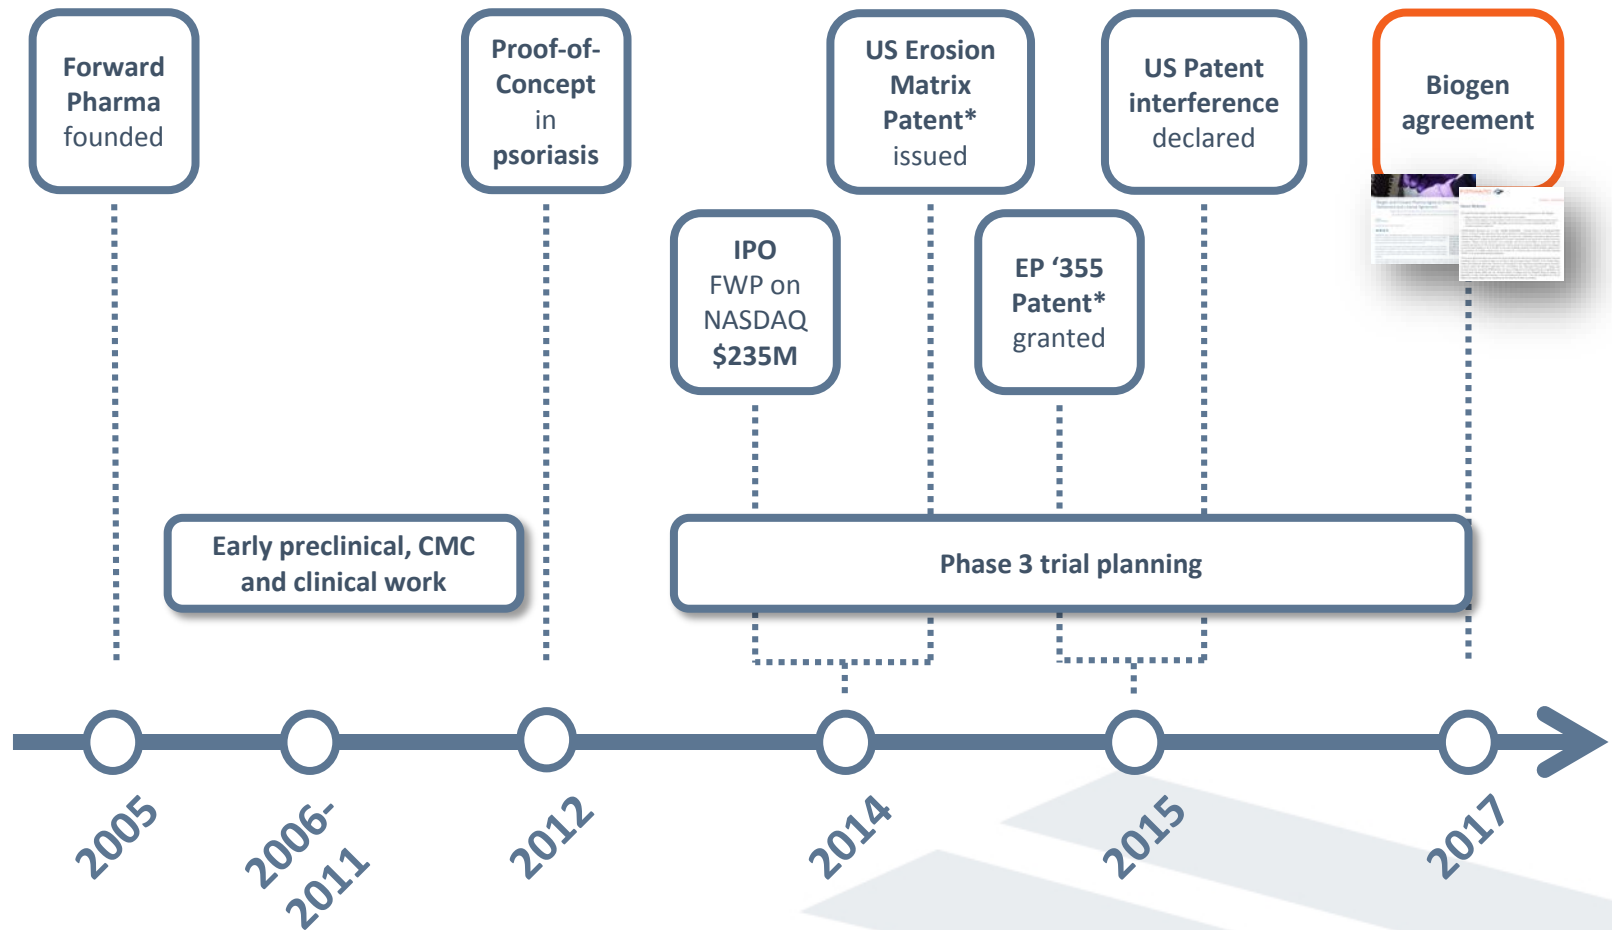 Forward
Pharma
founded
Proof-of-
Concept
in
psoriasis
US Erosion
Matrix
Patent*
issued
US Patent
interference
declared
Biogen
agreement
IPO
FWP on
NASDAQ
$235M
EP ‘355
Patent*
granted
Early preclinical, CMC
and clinical work
Phase 3 trial planning
2005
2006-
2011
2012
2014
2015
2017